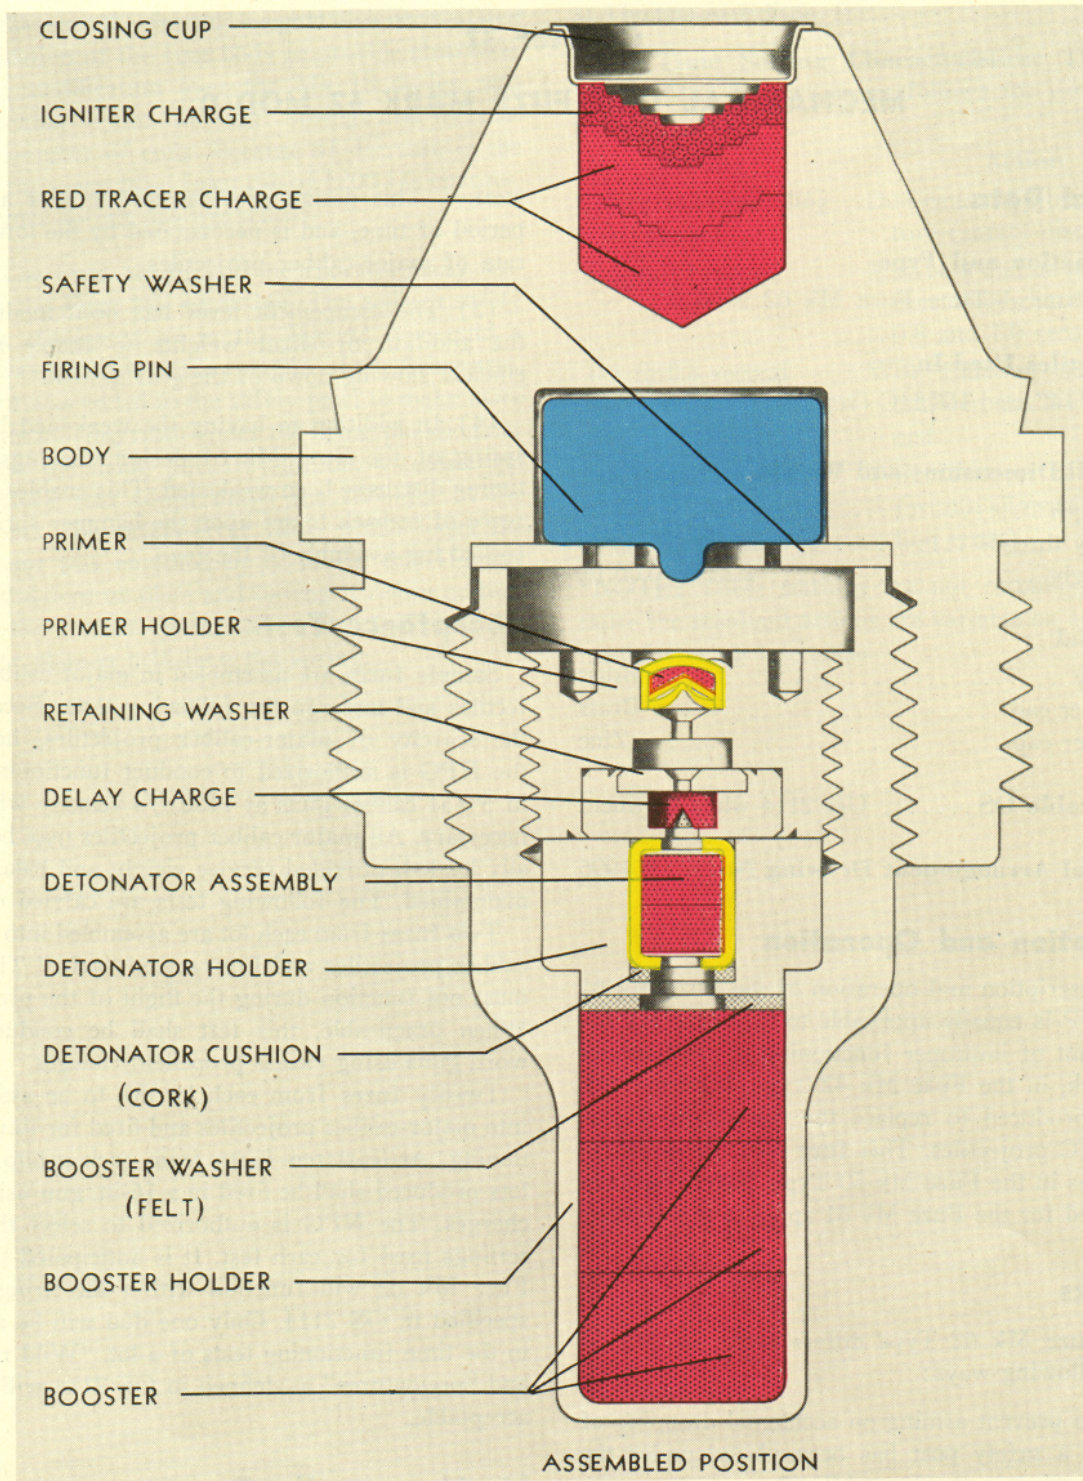 CLOSING CUP
IGNITER CHARGE
RED TRACER CHARGE
SAFETY WASHER
FIRING PIN
BODY
PRIMER
PRIMER HOLDER
RETAINING WASHER
DELAY CHARGE
DETONATOR ASSEMBLY
DETONATOR HOLDER
DETONATOR CUSHION
(CORK)
BOOSTER WASHER
(FELT)
BOOSTER HOLDER
BOOSTER
ASSEMBLED POSITION